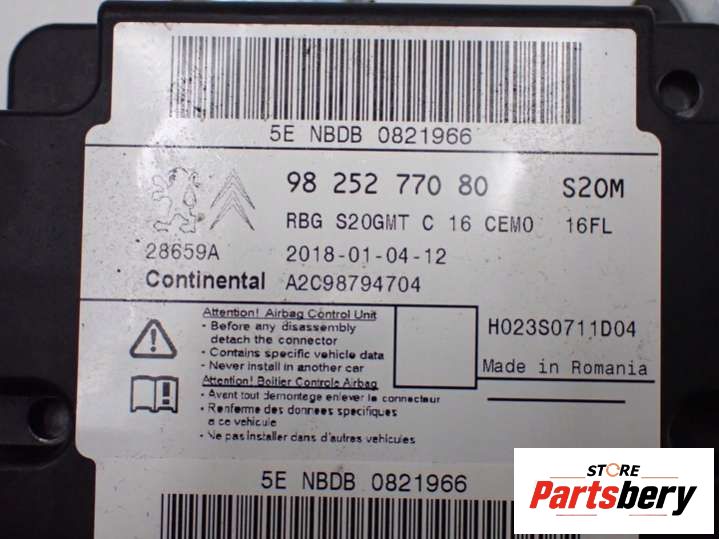 5E NBDB 0821966
98 252 770 80 S20M
RBG S20GMT C 16 CEM0 16FL
28659A 2018-01-04-12
Continental A2C98794704
Attention! Airbag Control Unit
• Before any disassembly
detach the connector
• Contains specific vehicle data
• Never install in another car
H023S0711D04
Made in Romania
Attention! Boitier Controle Airbag
• Avant tout demontage enlever le connecteur
• Renferme des donnees specifiques
a ce vehicule
• Ne pas installer dans d'autres vehicules
5E NBDB 0821966
STORE
Partsbery